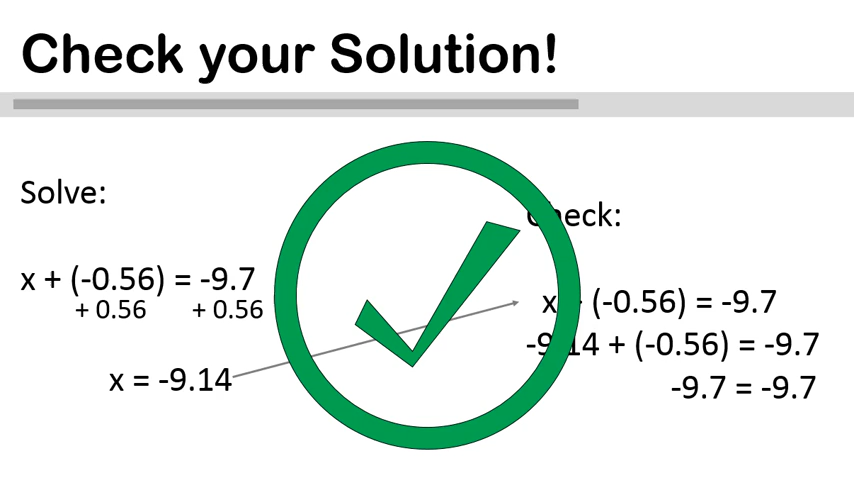 Check your Solution!
Solve:
x + (-0.56) = -9.7
+ 0.56 + 0.56
x = -9.14
Check:
x + (-0.56) = -9.7
-9.14 + (-0.56) = -9.7
-9.7 = -9.7